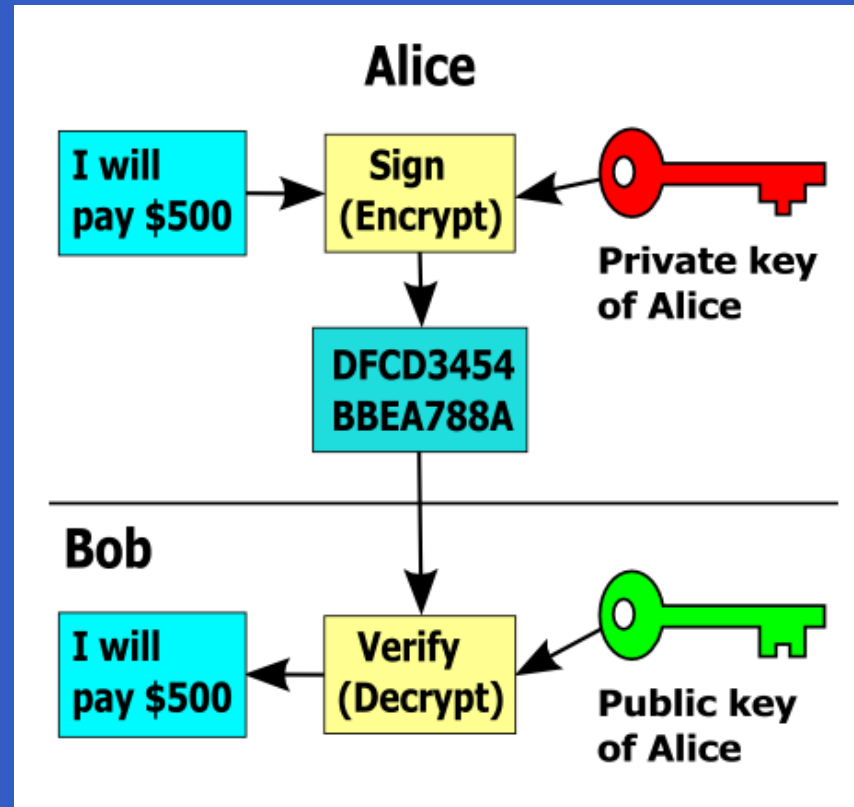 Alice
I will
pay $500
Sign
(Encrypt)
Private key
of Alice
DFCD3454
BBEA788A
Bob
I will
pay $500
Verify
(Decrypt)
Public key
of Alice